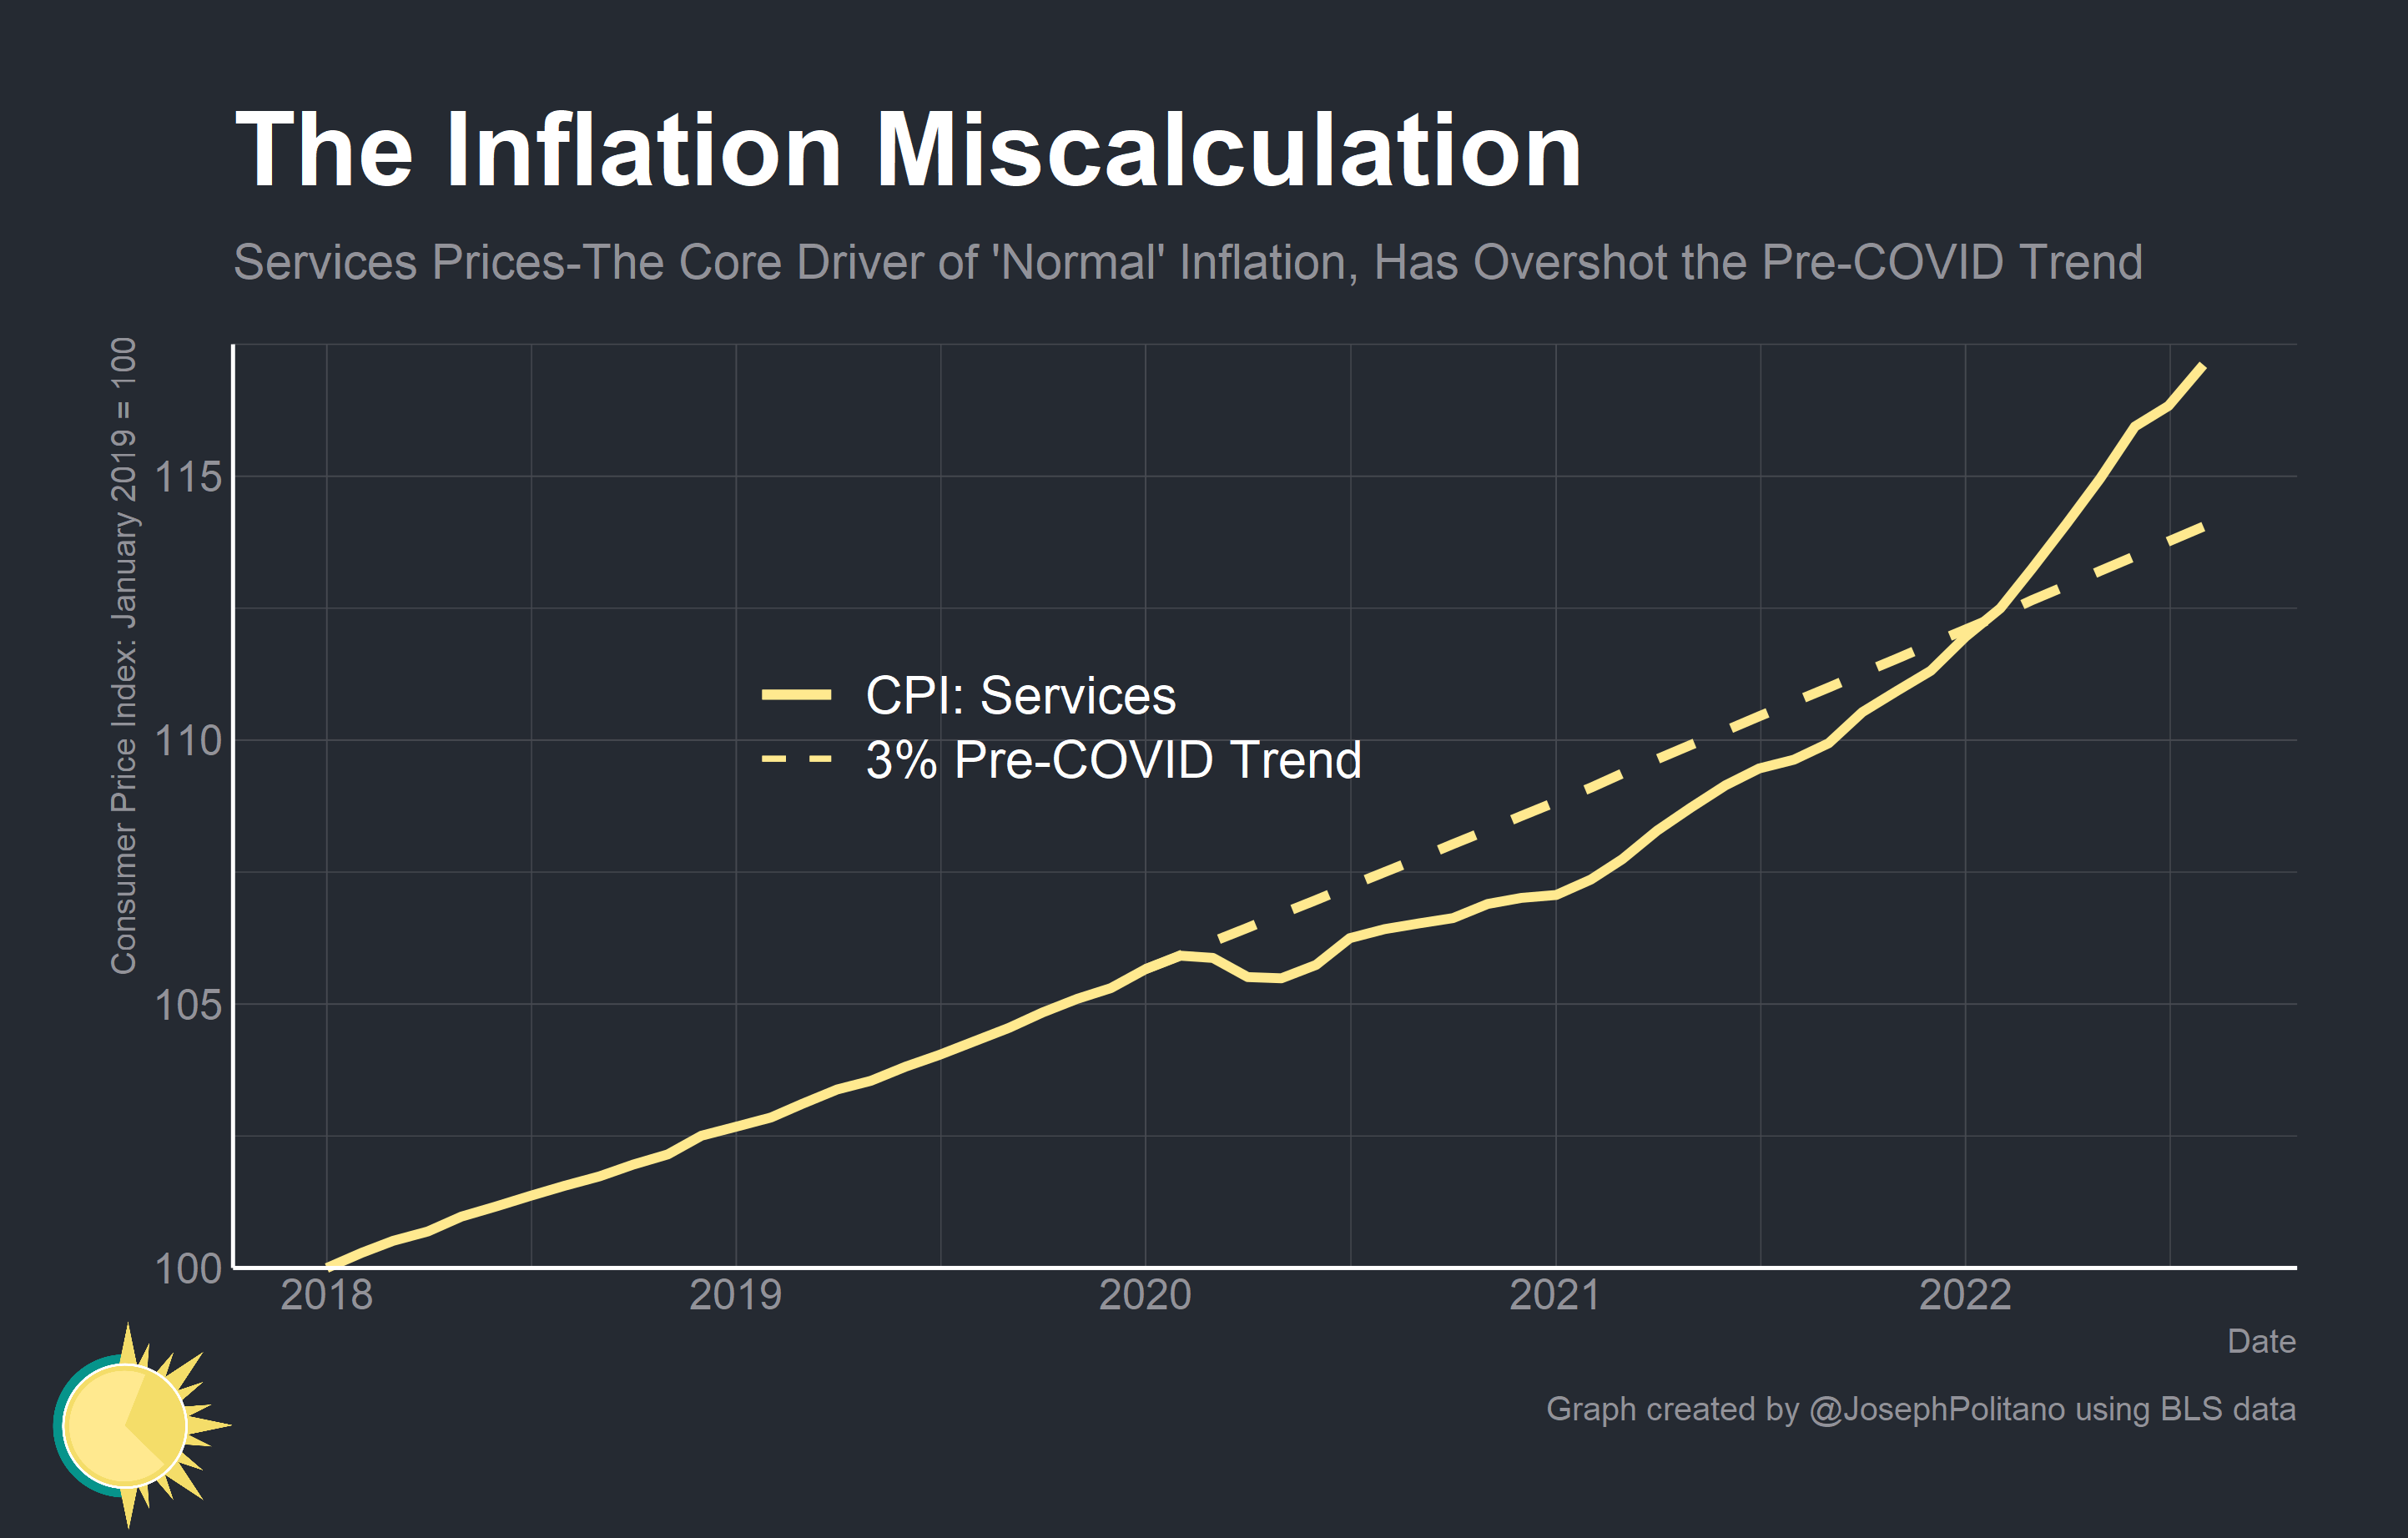 The Inflation Miscalculation
Services Prices-The Core Driver of 'Normal' Inflation, Has Overshot the Pre-COVID Trend
Consumer Price Index: January 2019 = 100
115
110
105
100
CPI: Services
3% Pre-COVID Trend
2018 2019 2020 2021 2022
Date
Graph created by @JosephPolitano using BLS data